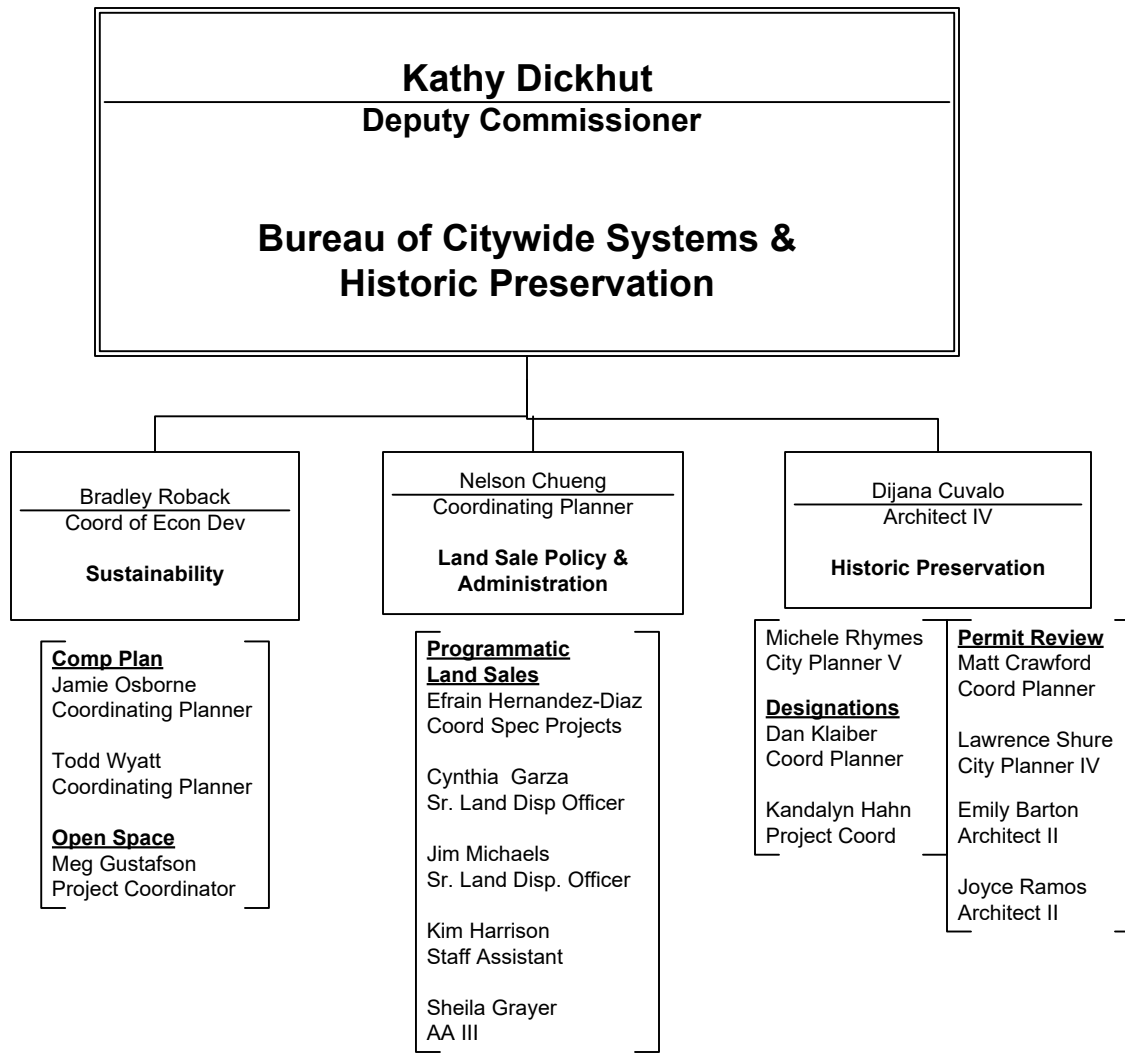 Kathy Dickhut
Deputy Commissioner
Bureau of Citywide Systems &
Historic Preservation
Bradley Roback
Coord of Econ Dev
Sustainability
Comp Plan
Jamie Osborne
Coordinating Planner
Todd Wyatt
Coordinating Planner
Open Space
Meg Gustafson
Project Coordinator
Nelson Chueng
Coordinating Planner
Land Sale Policy &
Administration
Programmatic
Land Sales
Efrain Hernandez-Diaz
Coord Spec Projects
Cynthia Garza
Sr. Land Disp Officer
Jim Michaels
Sr. Land Disp. Officer
Kim Harrison
Staff Assistant
Sheila Grayer
AA III
Dijana Cuvalo
Architect IV
Historic Preservation
Michele Rhymes
City Planner V
Designations
Dan Klaiber
Coord Planner
Kandalyn Hahn
Project Coord
Permit Review
Matt Crawford
Coord Planner
Lawrence Shure
City Planner IV
Emily Barton
Architect II
Joyce Ramos
Architect II